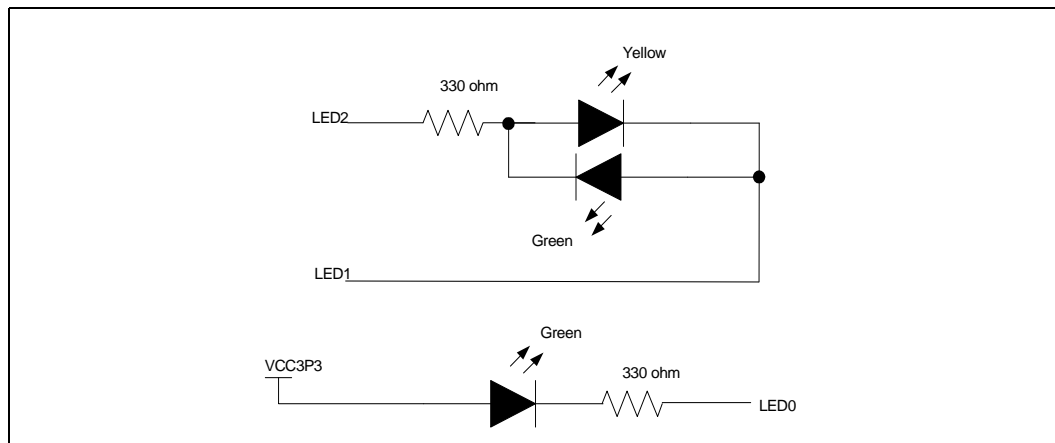 Yellow
330 ohm
LED2
Green
LED1
Green
VCC3P3
330 ohm
LED0